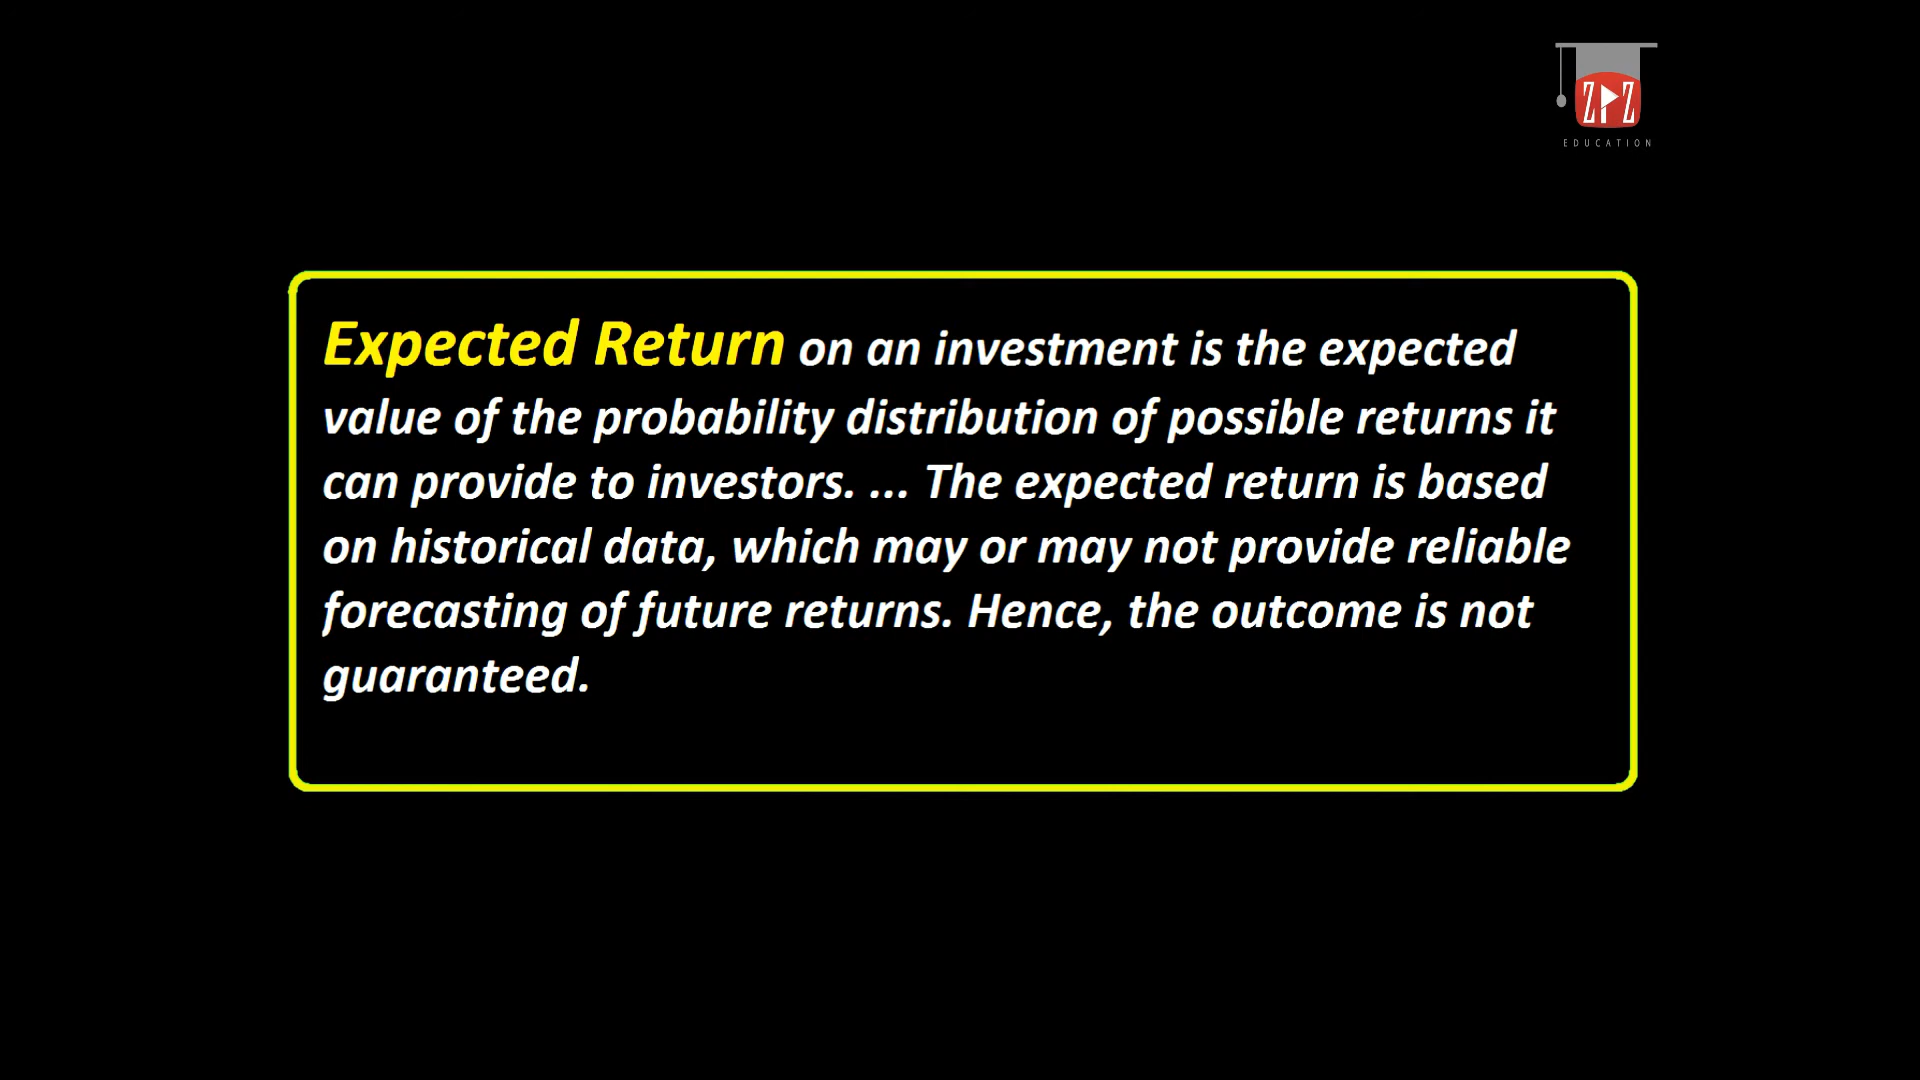 ZPZ
EDUCATION
Expected Return on an investment is the expected
value of the probability distribution of possible returns it
can provide to investors. ... The expected return is based
on historical data, which may or may not provide reliable
forecasting of future returns. Hence, the outcome is not
guaranteed.